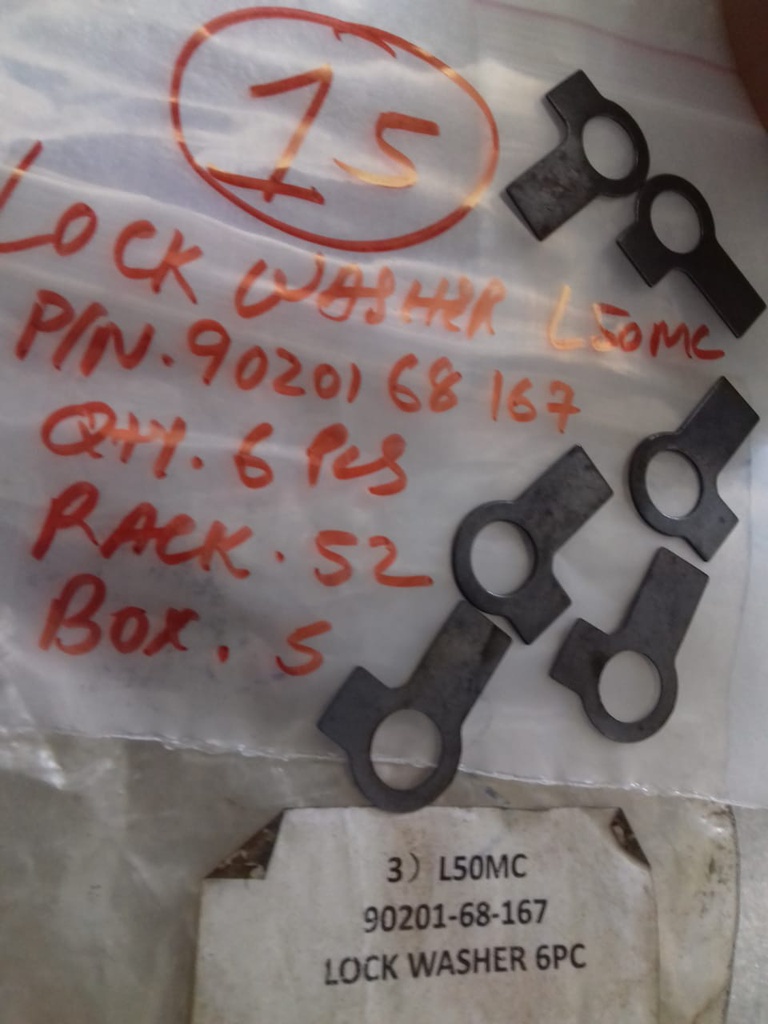 15
LOCK WASHER L50MC
P/N. 90201 68 167
QTY. 6 PCS
RACK. 52
BOX. 5
3) L50MC
90201-68-167
LOCK WASHER 6PC